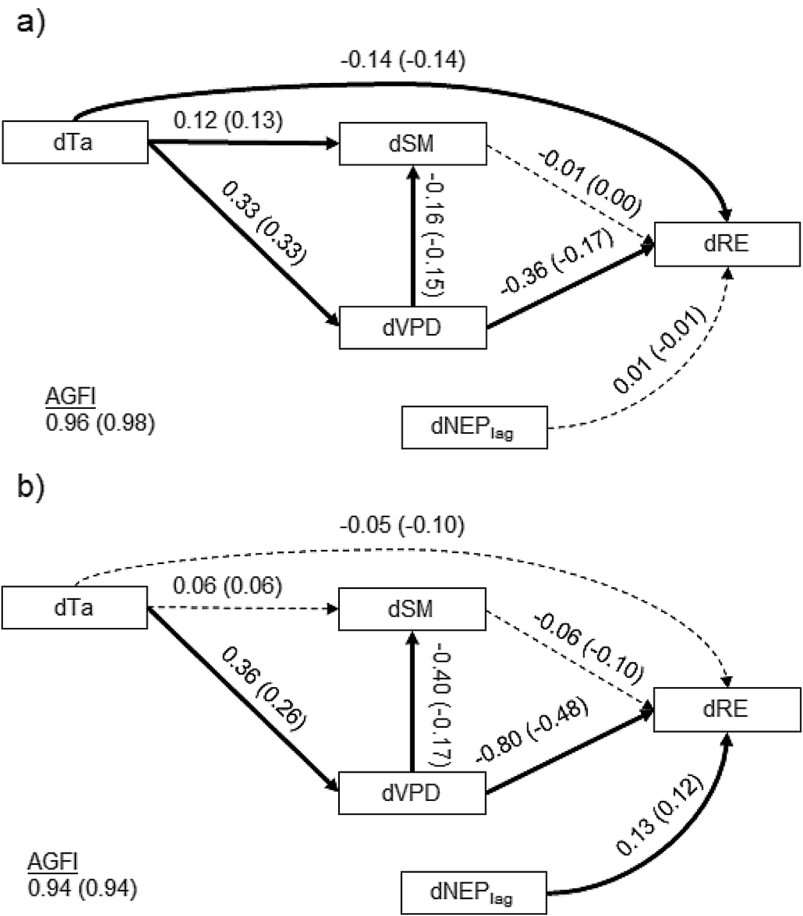 a)
-0.14 (-0.14)
dTa
0.12 (0.13)
dSM
-0.01 (0.00)
0.33 (0.33)
-0.16 (-0.15)
-0.36 (-0.17)
dRE
dVPD
0.01 (-0.01)
AGFI
0.96 (0.98)
dNEPlag
b)
-0.05 (-0.10)
dTa
0.06 (0.06)
dSM
-0.06 (-0.10)
0.36 (0.26)
-0.40 (-0.17)
-0.80 (-0.48)
dRE
dVPD
0.13 (0.12)
AGFI
0.94 (0.94)
dNEPlag